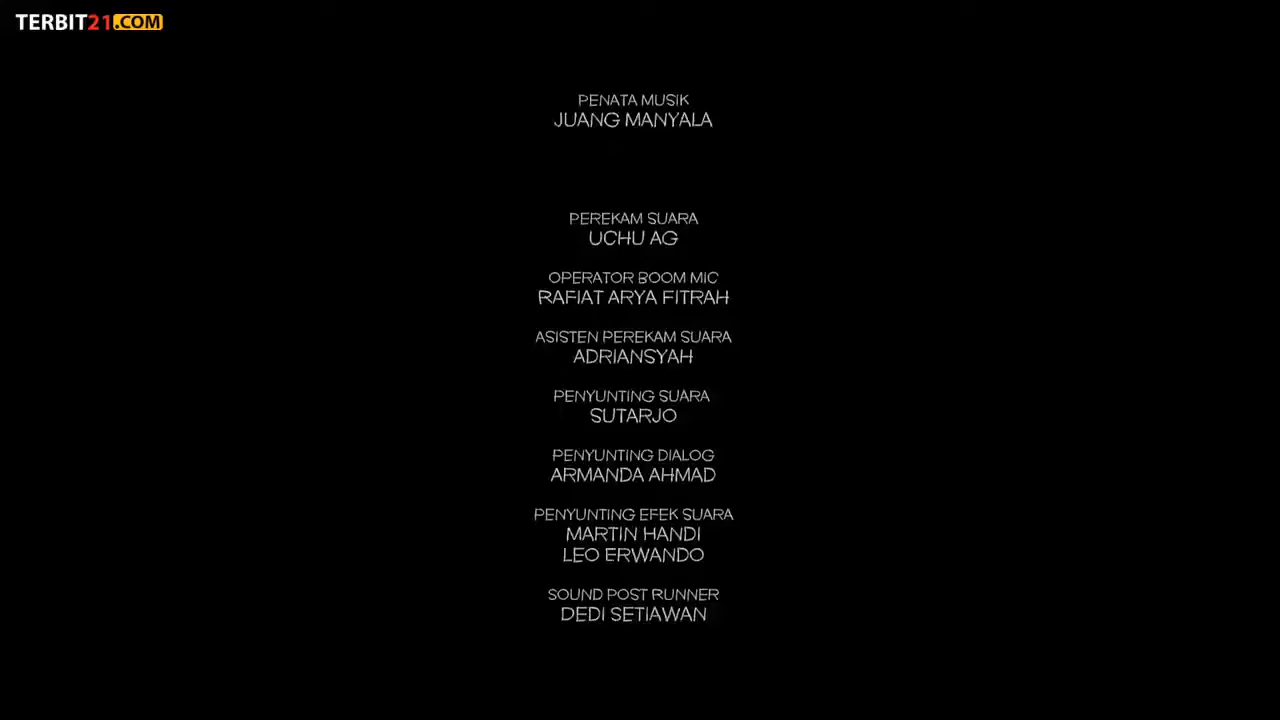 TERBIT21.COM
PENATA MUSIK
JUANG MANYALA
PEREKAM SUARA
UCHU AG
OPERATOR BOOM MIC
RAFIAT ARYA FITRAH
ASISTEN PEREKAM SUARA
ADRIANSYAH
PENYUNTING SUARA
SUTARJO
PENYUNTING DIALOG
ARMANDA AHMAD
PENYUNTING EFEK SUARA
MARTIN HANDI
LEO ERWANDO
SOUND POST RUNNER
DEDI SETIAWAN